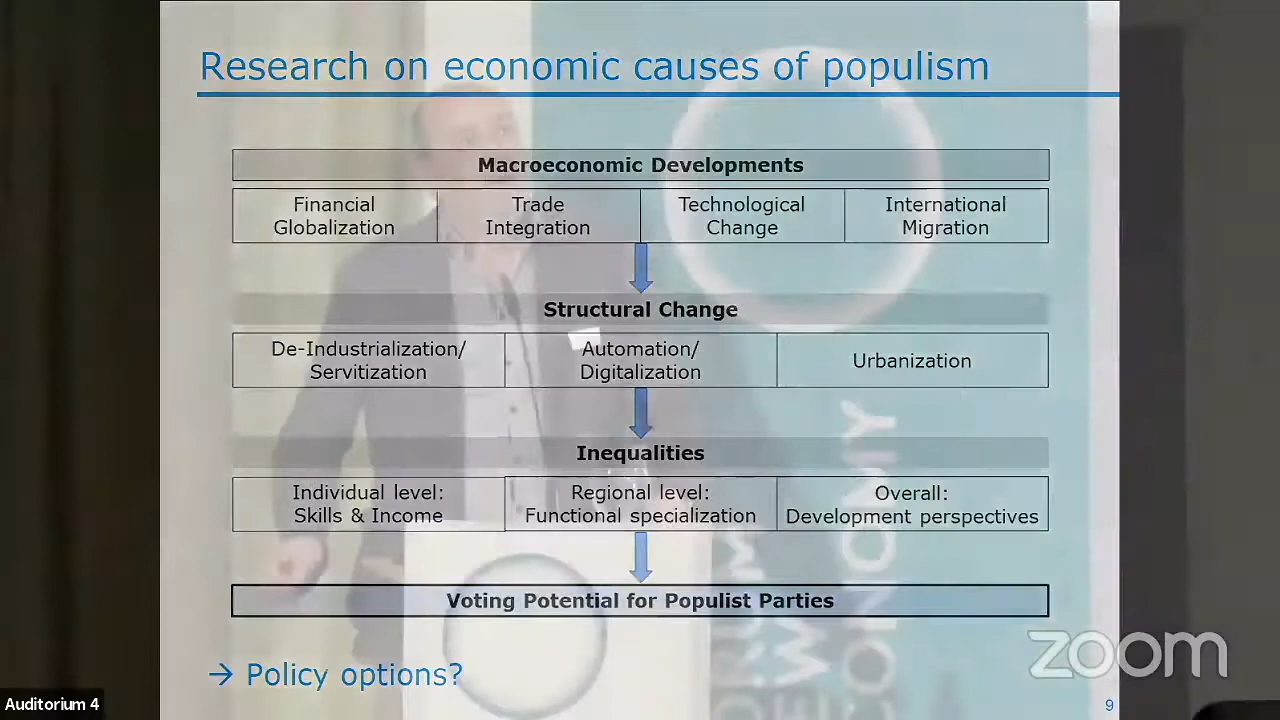 Research on economic causes of populism
Macroeconomic Developments
Financial
Globalization
Trade
Integration
Technological
Change
International
Migration
Structural Change
De-Industrialization/
Servitization
Automation/
Digitalization
Urbanization
Inequalities
Individual level:
Skills & Income
Regional level:
Functional specialization
Overall:
Development perspectives
Voting Potential for Populist Parties
→ Policy options?
9
zoom
Auditorium 4
ECONOMY